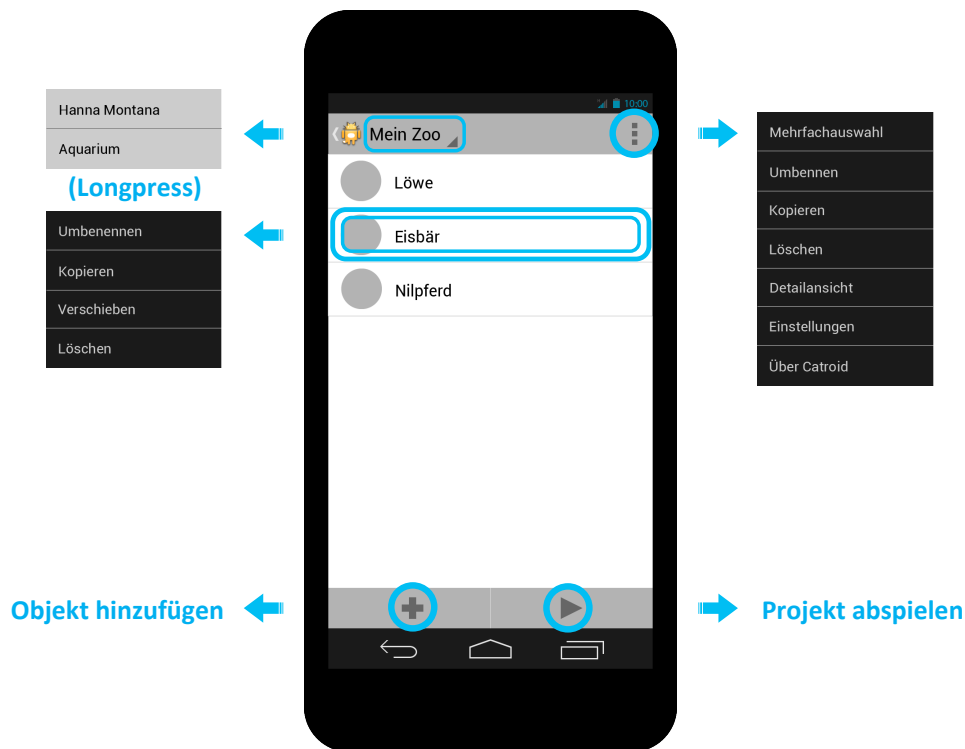 Hanna Montana
Aquarium
(Longpress)
Umbenennen
Kopieren
Verschieben
Löschen
10:00
Mein Zoo
Löwe
Eisbär
Nilpferd
Mehrfachauswahl
Umbennen
Kopieren
Löschen
Detailansicht
Einstellungen
Über Catroid
Objekt hinzufügen
Projekt abspielen